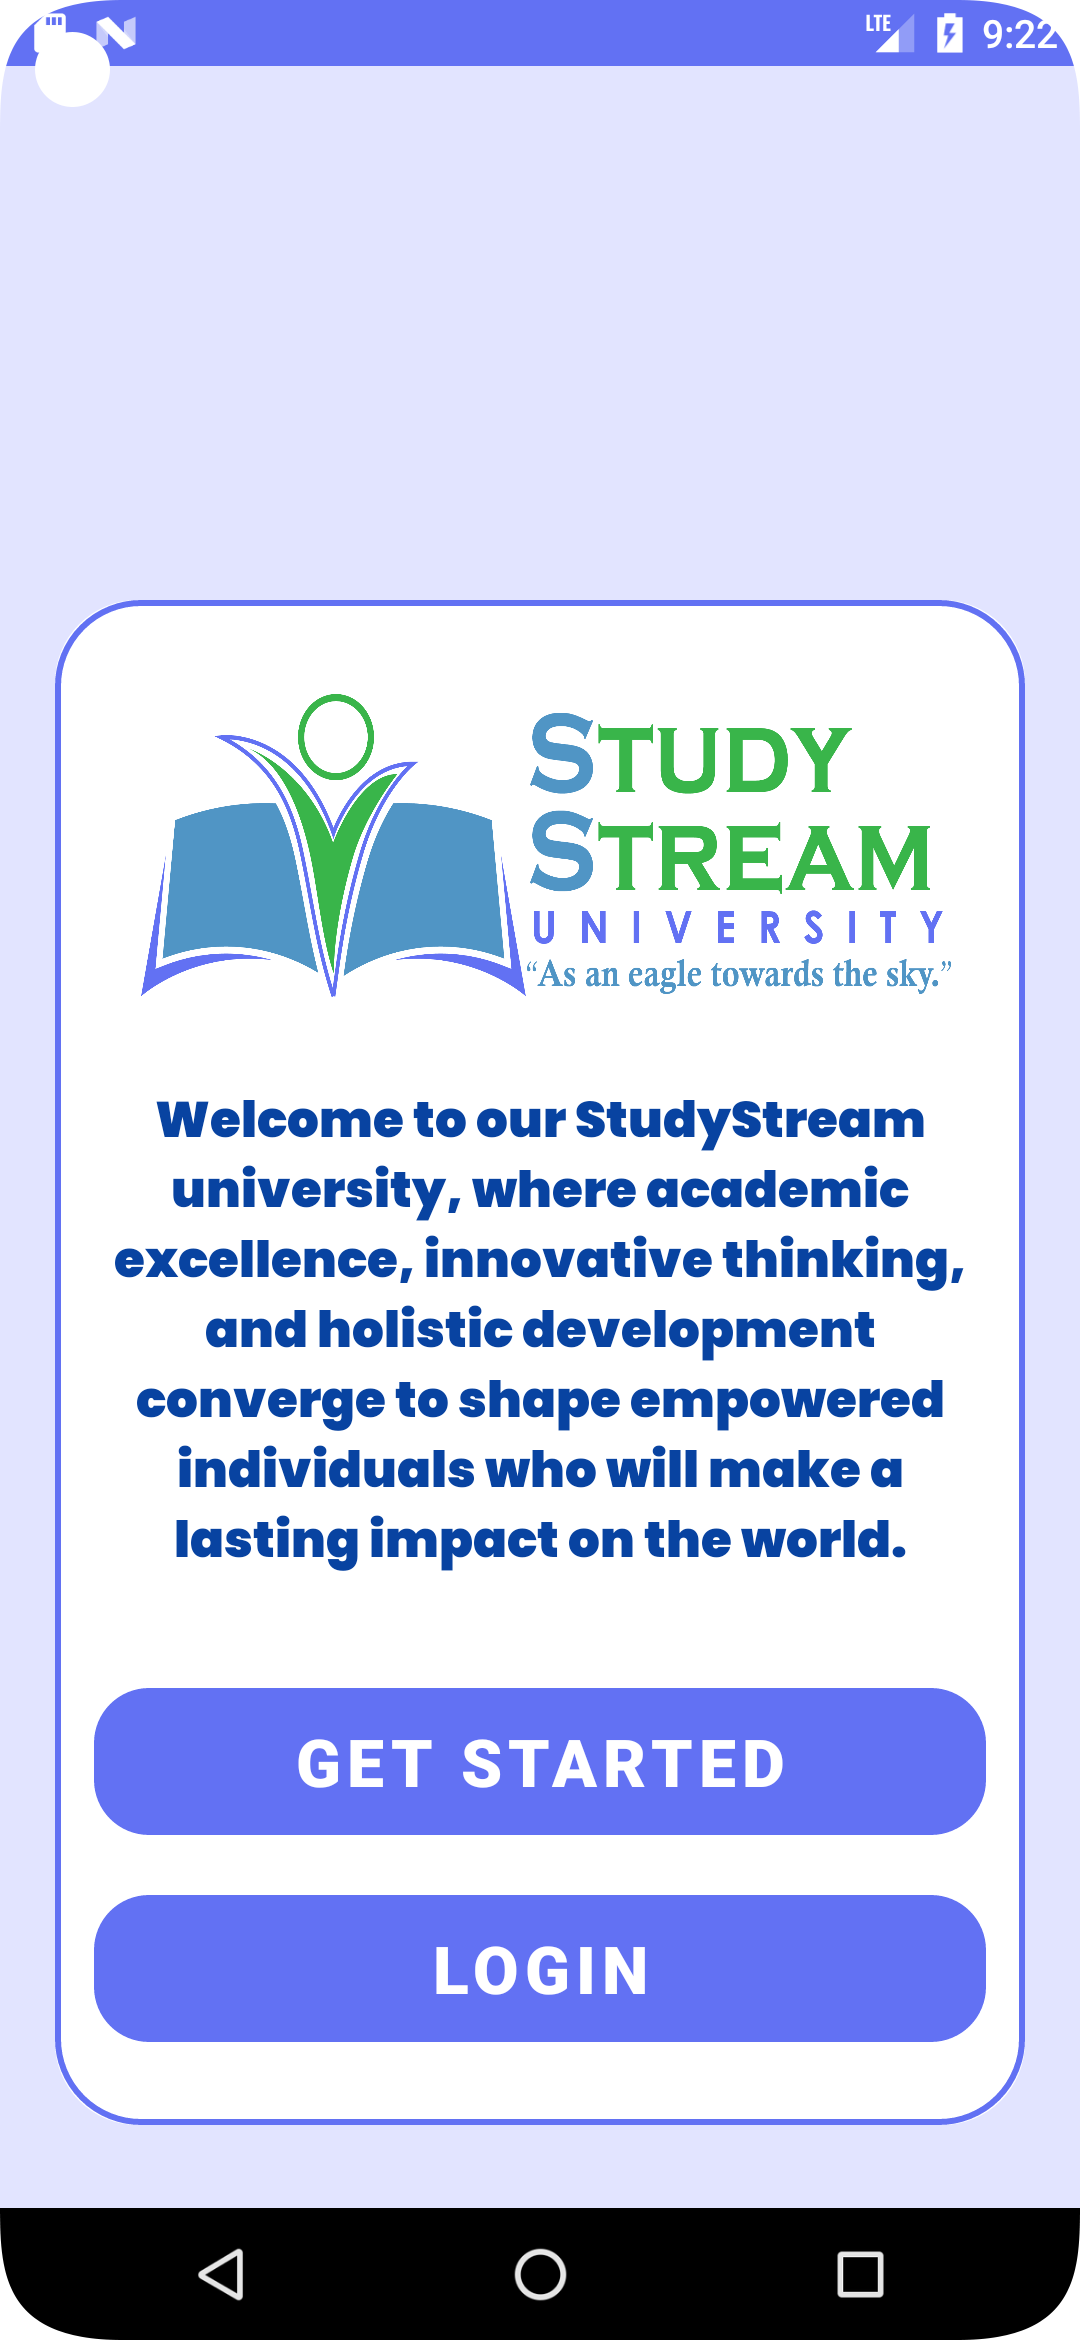 LTE 9:22
STUDY
STREAM
UNIVERSITY
“As an eagle towards the sky.”
Welcome to our StudyStream
university, where academic
excellence, innovative thinking,
and holistic development
converge to shape empowered
individuals who will make a
lasting impact on the world.
GET STARTED
LOGIN